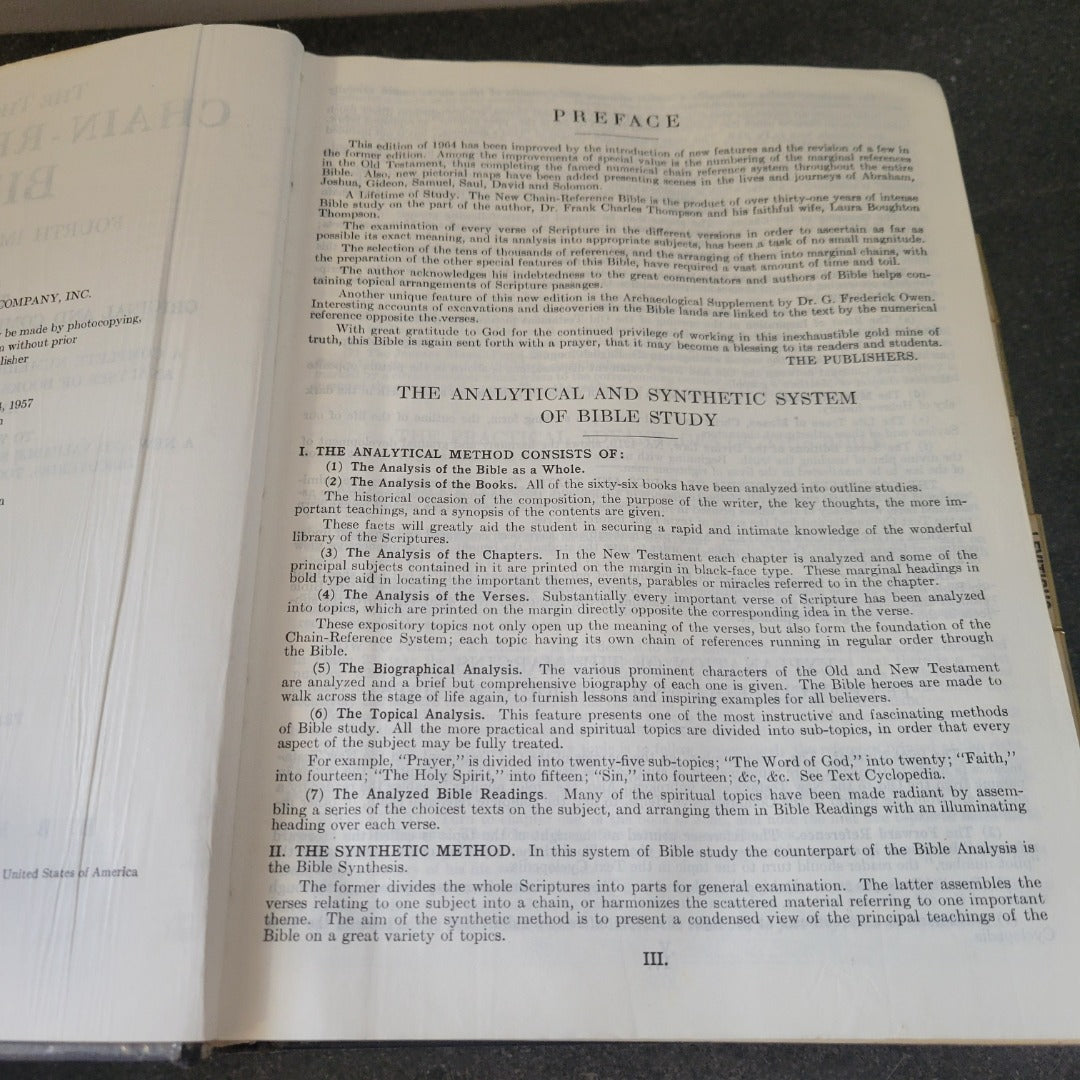 COMPANY, INC.
be made by photocopying,
without prior
lisher
, 1957
United States of America
PREFACE
This edition of 1964 has been improved by the introduction of new features and the revision of a few in
the former edition. Among the improvements of special value is the numbering of the marginal references
in the Old Testament, thus completing the famed numerical chain reference system throughout the entire
Bible. Also, new pictorial maps have been added presenting scenes in the lives and journeys of Abraham,
Joshua, Gideon, Samuel, Saul, David and Solomon.
A Lifetime of Study. The New Chain-Reference Bible is the product of over thirty-one years of intense
Bible study on the part of the author, Dr. Frank Charles Thompson and his faithful wife, Laura Boughton
Thompson.
The examination of every verse of Scripture in the different versions in order to ascertain as far as
possible its exact meaning, and its analysis into appropriate subjects, has been a task of no small magnitude.
The selection of the tens of thousands of references, and the arranging of them into marginal chains, with
the preparation of the other special features of this Bible, have required a vast amount of time and toil.
The author acknowledges his indebtedness to the great commentators and authors of Bible helps con-
taining topical arrangements of Scripture passages.
Another unique feature of this new edition is the Archaeological Supplement by Dr. G. Frederick Owen.
Interesting accounts of excavations and discoveries in the Bible lands are linked to the text by the numerical
reference opposite the verses.
With great gratitude to God for the continued privilege of working in this inexhaustible gold mine of
truth, this Bible is again sent forth with a prayer, that it may become a blessing to its readers and students.
THE PUBLISHERS.
THE ANALYTICAL AND SYNTHETIC SYSTEM
OF BIBLE STUDY
I. THE ANALYTICAL METHOD CONSISTS OF:
(1) The Analysis of the Bible as a Whole.
(2) The Analysis of the Books. All of the sixty-six books have been analyzed into outline studies.
The historical occasion of the composition, the purpose of the writer, the key thoughts, the more im-
portant teachings, and a synopsis of the contents are given.
These facts will greatly aid the student in securing a rapid and intimate knowledge of the wonderful
library of the Scriptures.
(3) The Analysis of the Chapters. In the New Testament each chapter is analyzed and some of the
principal subjects contained in it are printed on the margin in black-face type. These marginal headings in
bold type aid in locating the important themes, events, parables or miracles referred to in the chapter.
(4) The Analysis of the Verses. Substantially every important verse of Scripture has been analyzed
into topics, which are printed on the margin directly opposite the corresponding idea in the verse.
These expository topics not only open up the meaning of the verses, but also form the foundation of the
Chain-Reference System; each topic having its own chain of references running in regular order through
the Bible.
(5) The Biographical Analysis. The various prominent characters of the Old and New Testament
are analyzed and a brief but comprehensive biography of each one is given. The Bible heroes are made to
walk across the stage of life again, to furnish lessons and inspiring examples for all believers.
(6) The Topical Analysis. This feature presents one of the most instructive and fascinating methods
of Bible study. All the more practical and spiritual topics are divided into sub-topics, in order that every
aspect of the subject may be fully treated.
For example, “Prayer,” is divided into twenty-five sub-topics; “The Word of God,” into twenty; “Faith,”
into fourteen; “The Holy Spirit,” into fifteen; “Sin,” into fourteen; &c, &c. See Text Cyclopedia.
(7) The Analyzed Bible Readings. Many of the spiritual topics have been made radiant by assem-
bling a series of the choicest texts on the subject, and arranging them in Bible Readings with an illuminating
heading over each verse.
II. THE SYNTHETIC METHOD. In this system of Bible study the counterpart of the Bible Analysis is
the Bible Synthesis.
The former divides the whole Scriptures into parts for general examination. The latter assembles the
verses relating to one subject into a chain, or harmonizes the scattered material referring to one important
theme. The aim of the synthetic method is to present a condensed view of the principal teachings of the
Bible on a great variety of topics.
III.